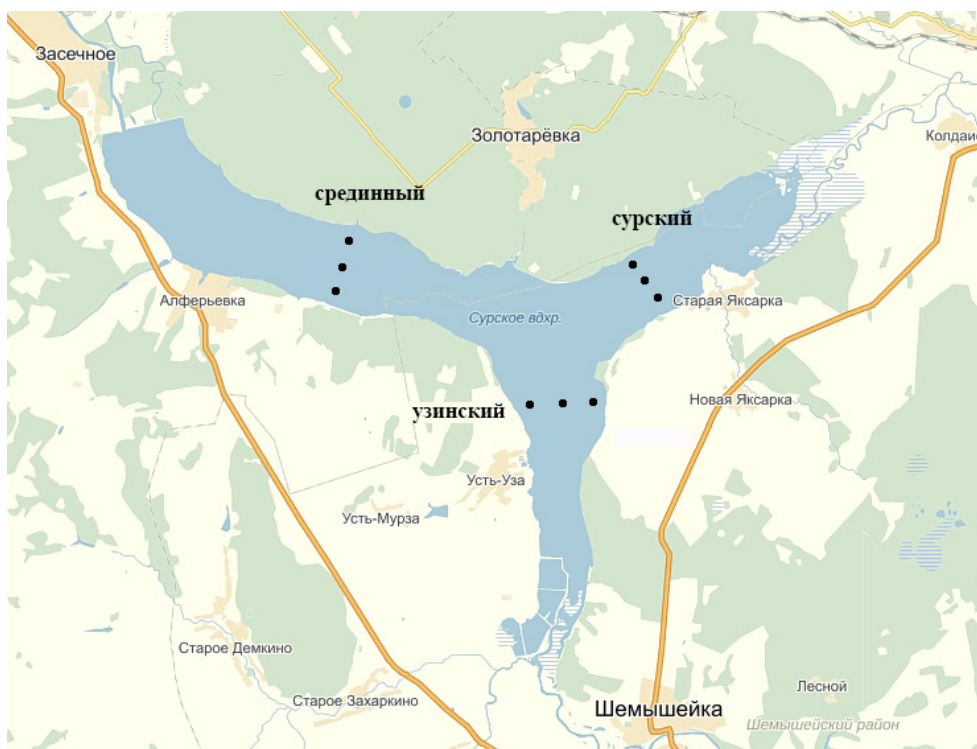 Засечное
Золотарёвка
Колдаис
срединный
сурский
Алферьевка
Старая Яксарка
Сурское вдхр.
узинский
Новая Яксарка
Усть-Уза
Усть-Мурза
Старое Демкино
Старое Захаркино
Лесной
Шемышейка
Шемышейский район